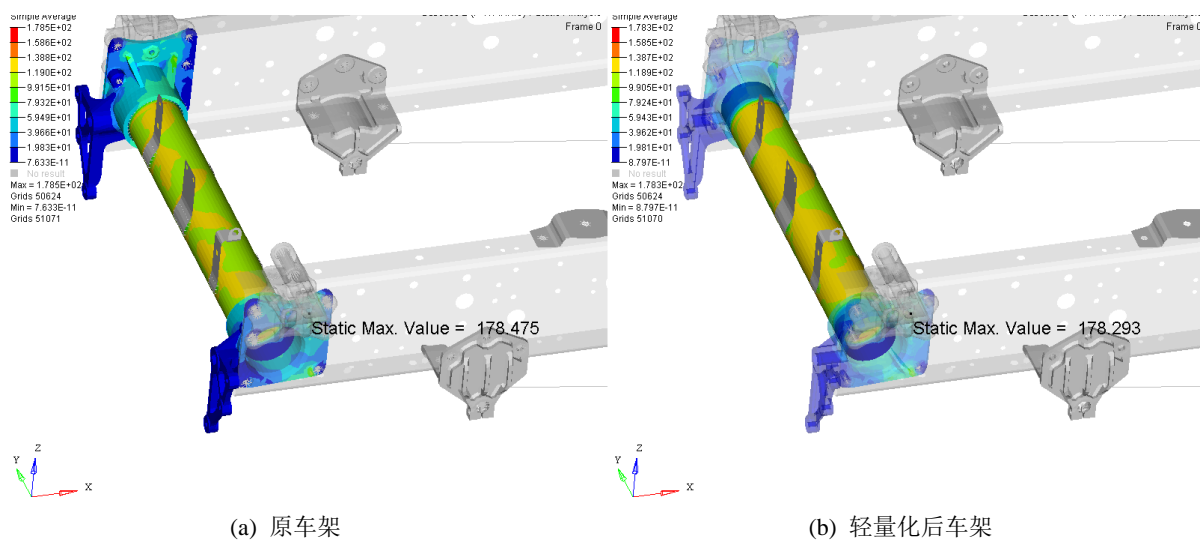 Simple Average
1.785E+02
1.586E+02
1.388E+02
1.190E+02
9.915E+01
7.932E+01
5.949E+01
3.966E+01
1.983E+01
7.633E-11
No result
Max = 1.785E+02
Grids 50624
Min = 7.633E-11
Grids 51071
Frame 0
Static Max. Value = 178.475
Z
Y
X
(a) 原车架
Simple Average
1.783E+02
1.585E+02
1.387E+02
1.189E+02
9.905E+01
7.924E+01
5.943E+01
3.962E+01
1.981E+01
8.797E-11
No result
Max = 1.783E+02
Grids 50624
Min = 8.797E-11
Grids 51070
Frame 0
Static Max. Value = 178.293
Z
Y
X
(b) 轻量化后车架